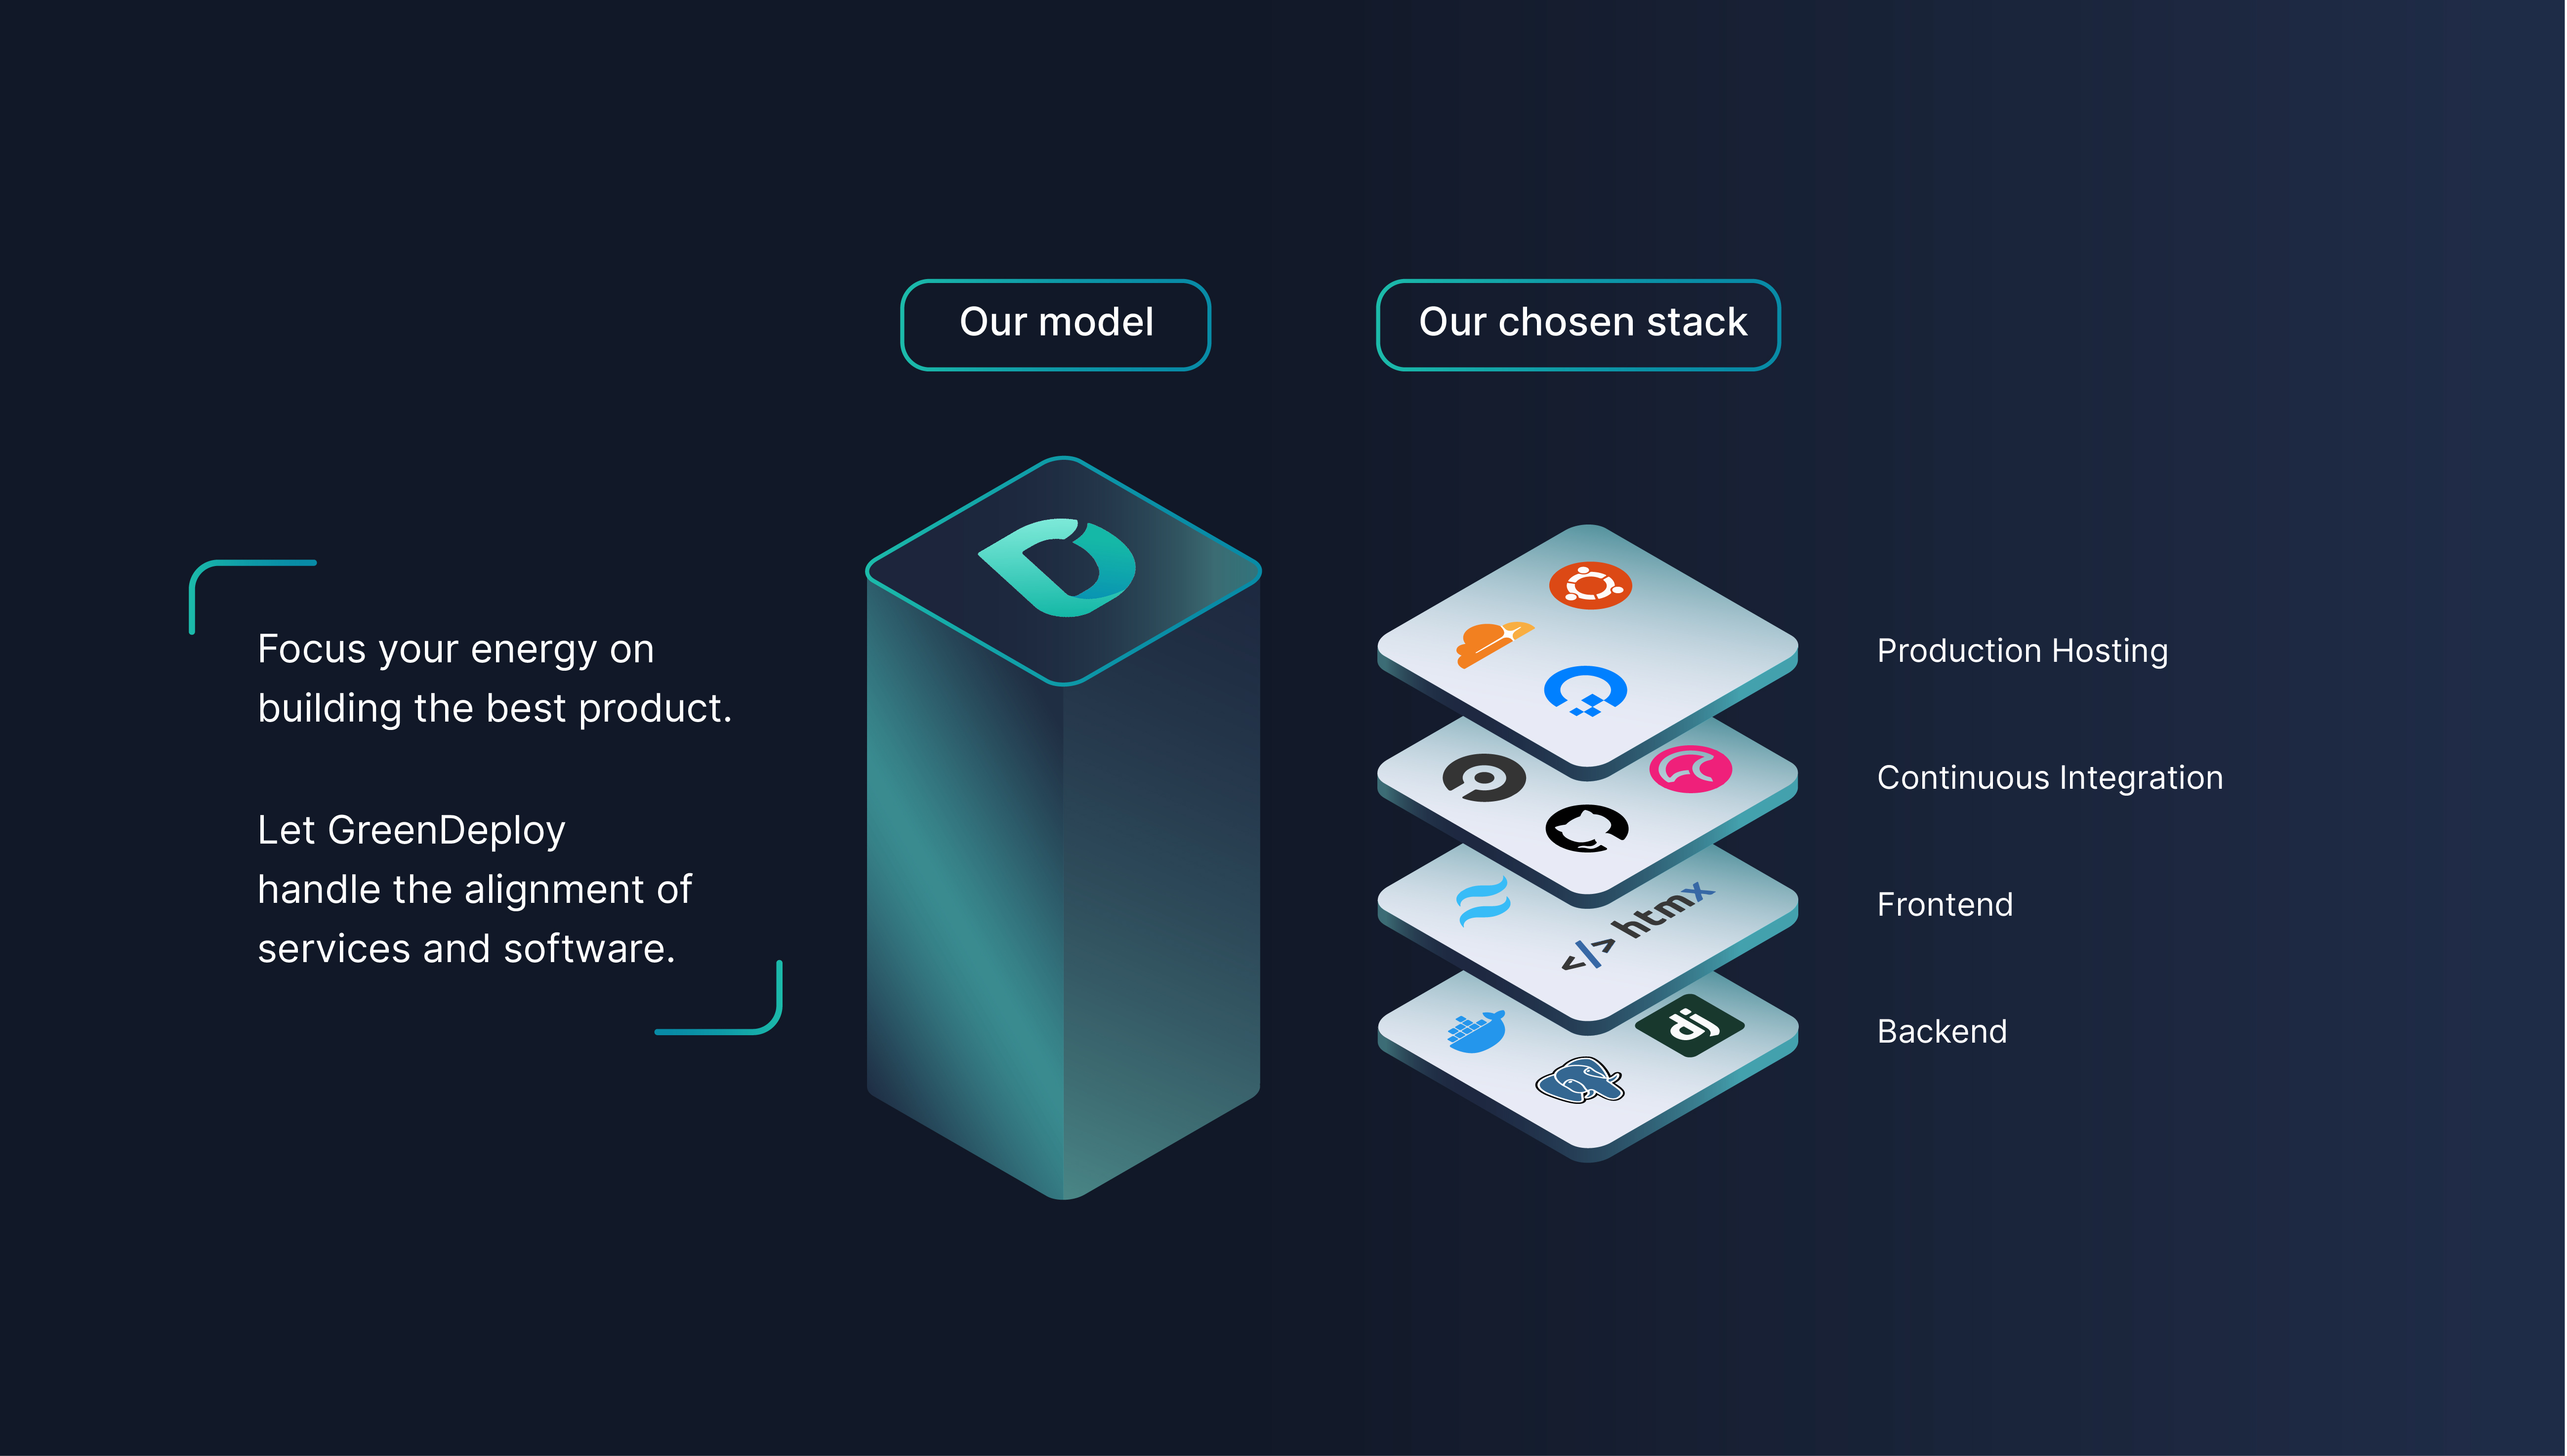 Our model
Our chosen stack
Focus your energy on
building the best product.
Let GreenDeploy
handle the alignment of
services and software.
Production Hosting
Continuous Integration
</> htmx
Frontend
dj
Backend